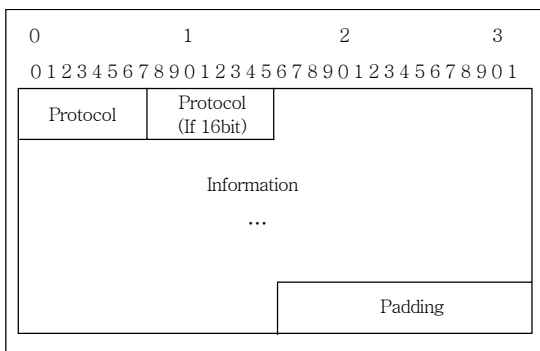 0 1 2 3
0 1 2 3 4 5 6 7 8 9 0 1 2 3 4 5 6 7 8 9 0 1 2 3 4 5 6 7 8 9 0 1
Protocol
Protocol
(If 16bit)
Information
...
Padding